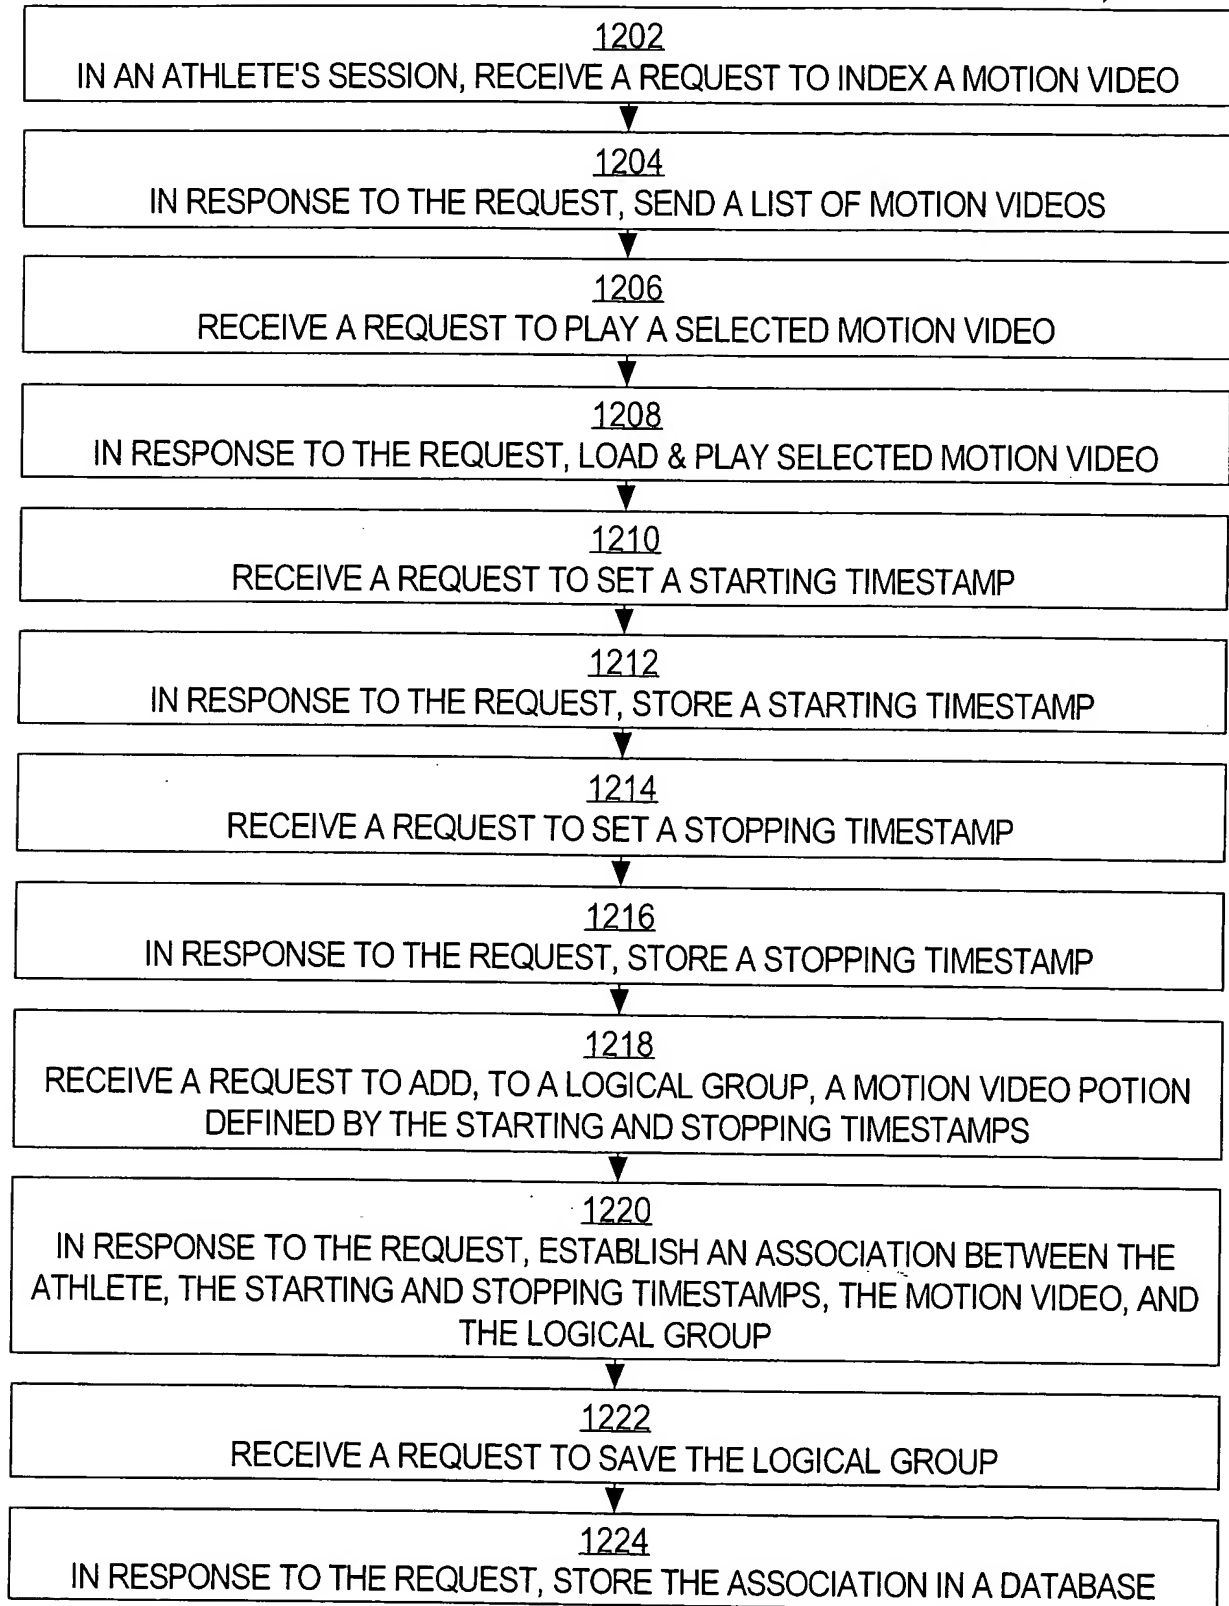 1202
IN AN ATHLETE'S SESSION, RECEIVE A REQUEST TO INDEX A MOTION VIDEO
1204
IN RESPONSE TO THE REQUEST, SEND A LIST OF MOTION VIDEOS
1206
RECEIVE A REQUEST TO PLAY A SELECTED MOTION VIDEO
1208
IN RESPONSE TO THE REQUEST, LOAD & PLAY SELECTED MOTION VIDEO
1210
RECEIVE A REQUEST TO SET A STARTING TIMESTAMP
1212
IN RESPONSE TO THE REQUEST, STORE A STARTING TIMESTAMP
1214
RECEIVE A REQUEST TO SET A STOPPING TIMESTAMP
1216
IN RESPONSE TO THE REQUEST, STORE A STOPPING TIMESTAMP
1218
RECEIVE A REQUEST TO ADD, TO A LOGICAL GROUP, A MOTION VIDEO POTION
DEFINED BY THE STARTING AND STOPPING TIMESTAMPS
1220
IN RESPONSE TO THE REQUEST, ESTABLISH AN ASSOCIATION BETWEEN THE
ATHLETE, THE STARTING AND STOPPING TIMESTAMPS, THE MOTION VIDEO, AND
THE LOGICAL GROUP
1222
RECEIVE A REQUEST TO SAVE THE LOGICAL GROUP
1224
IN RESPONSE TO THE REQUEST, STORE THE ASSOCIATION IN A DATABASE